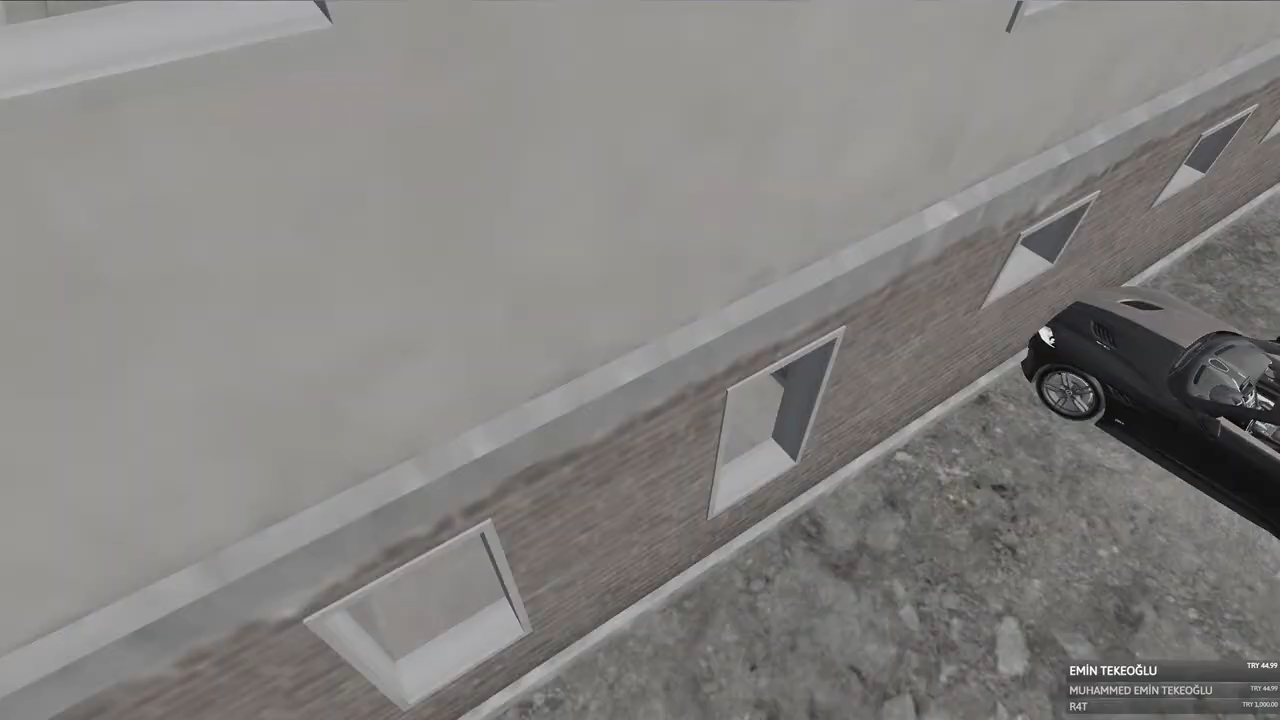 EMİN TEKEOĞLU TRY 44.99
MUHAMMED EMİN TEKEOĞLU TRY 44.99
R4T TRY 1,000.00